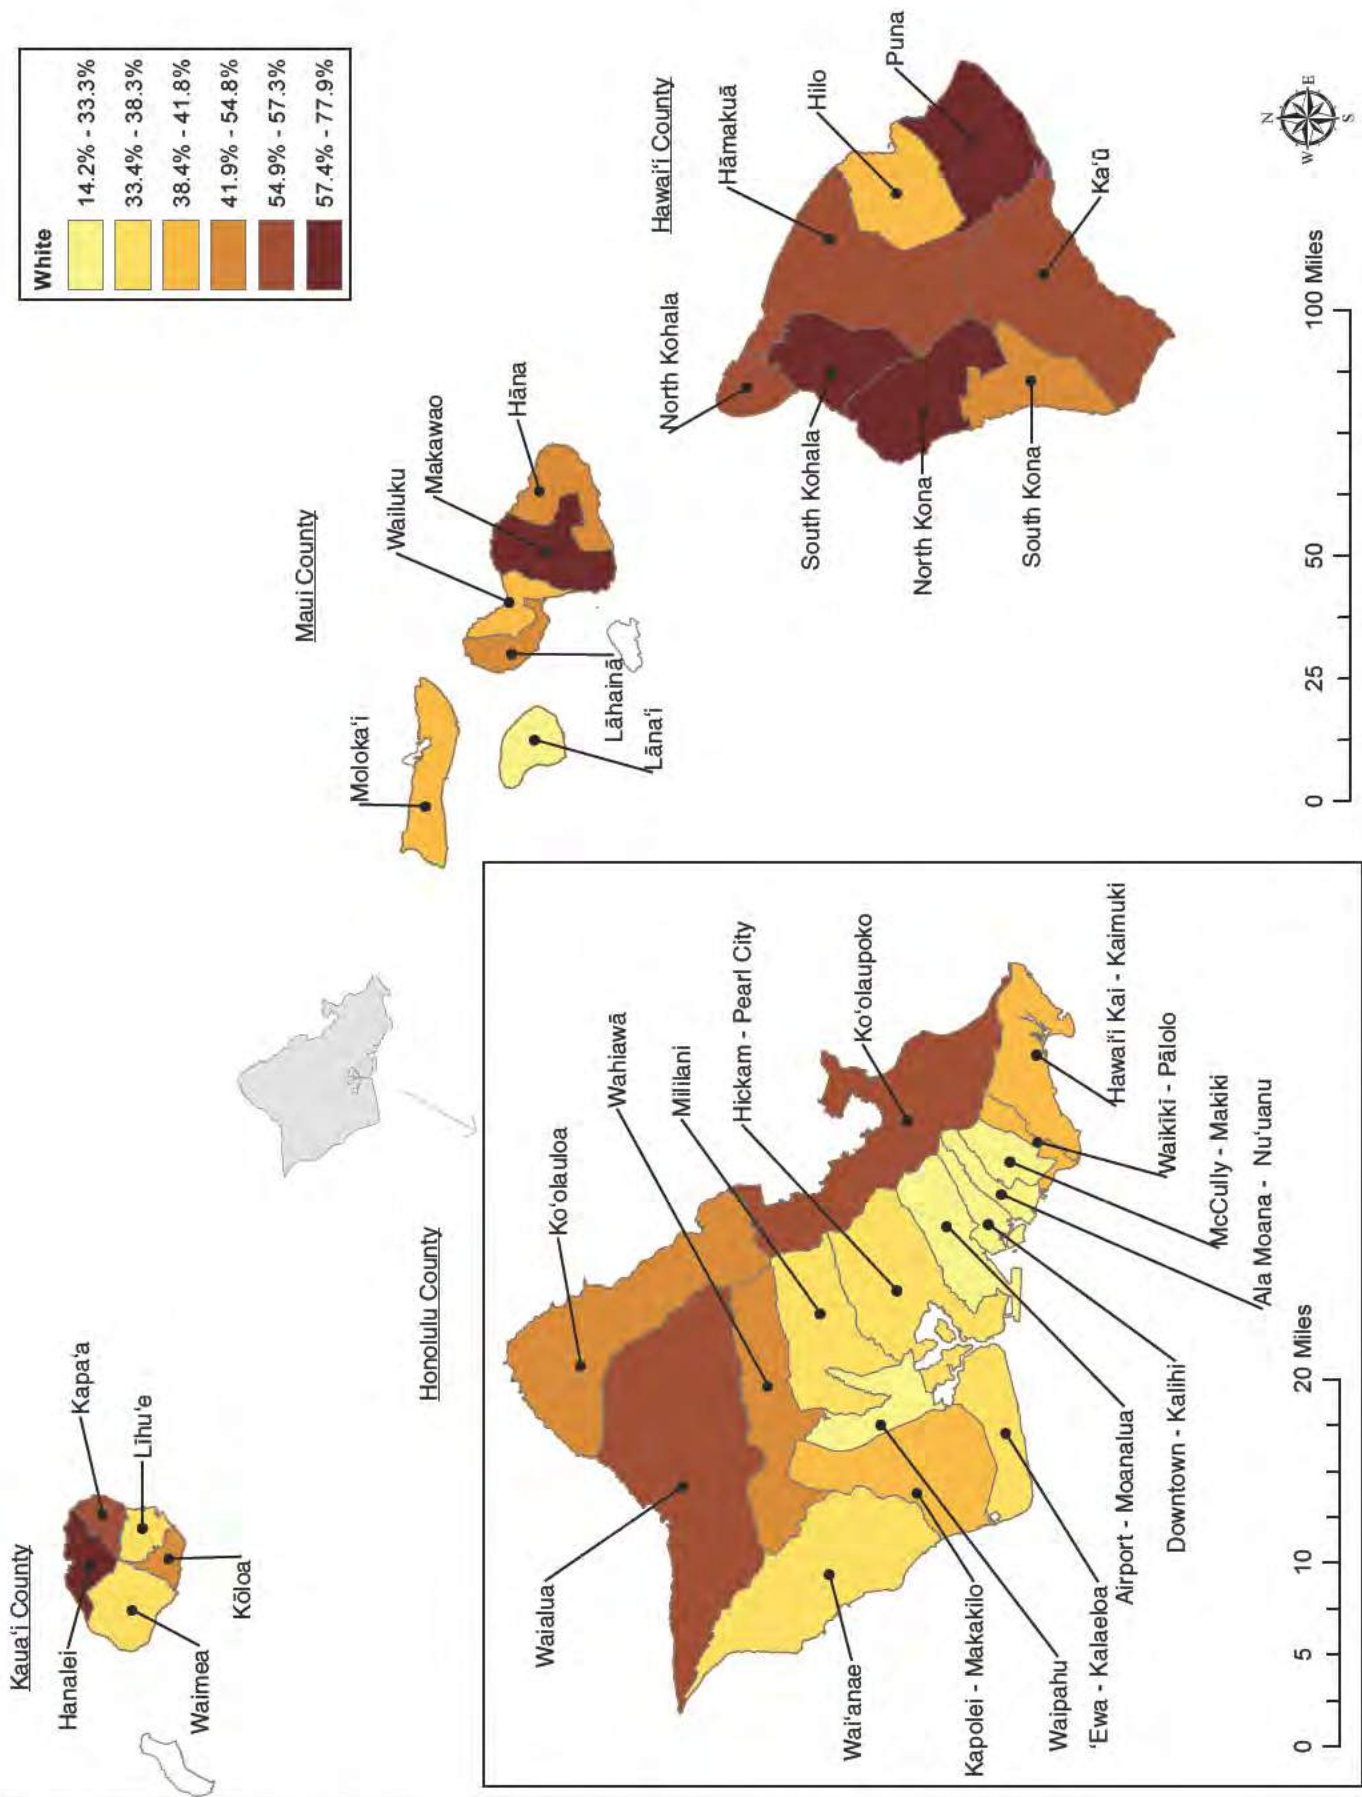 White
14.2% - 33.3%
33.4% - 38.3%
38.4% - 41.8%
41.9% - 54.8%
54.9% - 57.3%
57.4% - 77.9%
Kaua‘i County
Hanalei
Kapa‘a
Līhu‘e
Waimea
Kōloa
Honolulu County
Ko‘olauloa
Wahiawā
Mililani
Hickam - Pearl City
Ko‘olaupoko
Waialua
Wai‘anae
Kapolei - Makakilo
Waipahu
‘Ewa - Kalaeloa
Airport - Moanalua
Downtown - Kalihi
Ala Moana - Nu‘uanu
McCully - Makiki
Waikiki - Pālolo
Hawai‘i Kai - Kaimuki
0 5 10 20 Miles
Maui County
Moloka‘i
Wailuku
Makawao
Hāna
Lāhainā
Lāna‘i
Hawai‘i County
North Kohala
Hāmakuā
Hilo
Puna
South Kohala
North Kona
South Kona
Ka‘ū
0 25 50 100 Miles
N
W E
S